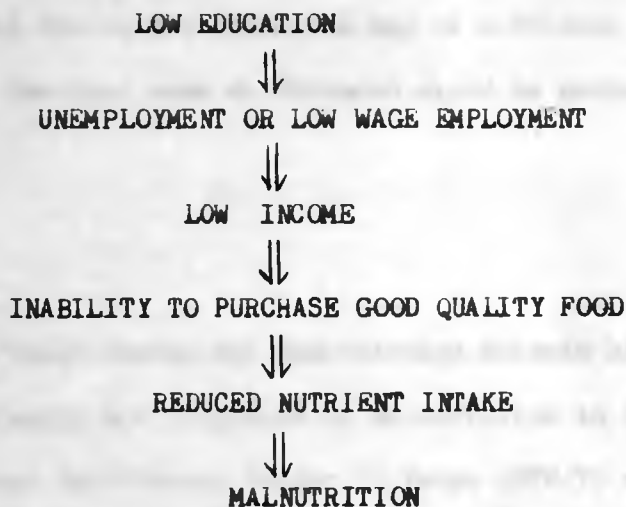 LOW EDUCATION
UNEMPLOYMENT OR LOW WAGE EMPLOYMENT
LOW INCOME
INABILITY TO PURCHASE GOOD QUALITY FOOD
REDUCED NUTRIENT INTAKE
MALNUTRITION